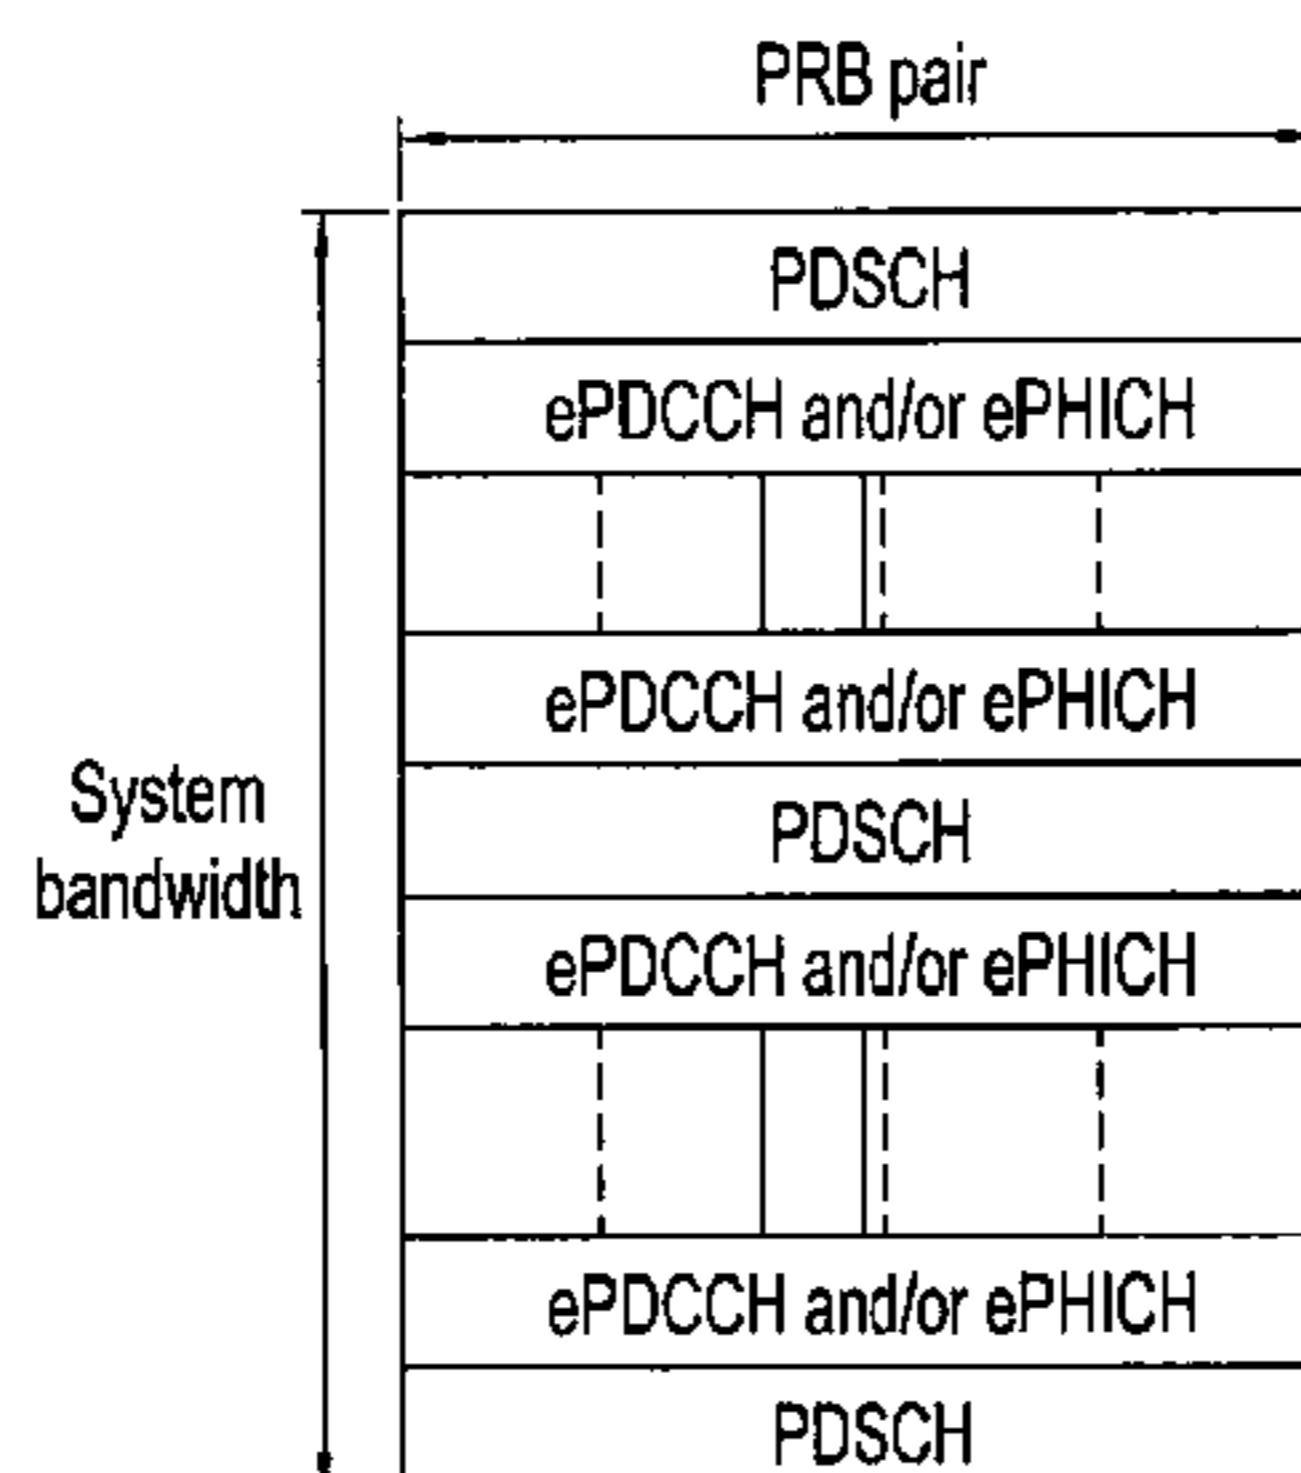 PRB pair
PDSCH
ePDCCH and/or ePHICH
ePDCCH and/or ePHICH
System
bandwidth
PDSCH
ePDCCH and/or ePHICH
ePDCCH and/or ePHICH
PDSCH